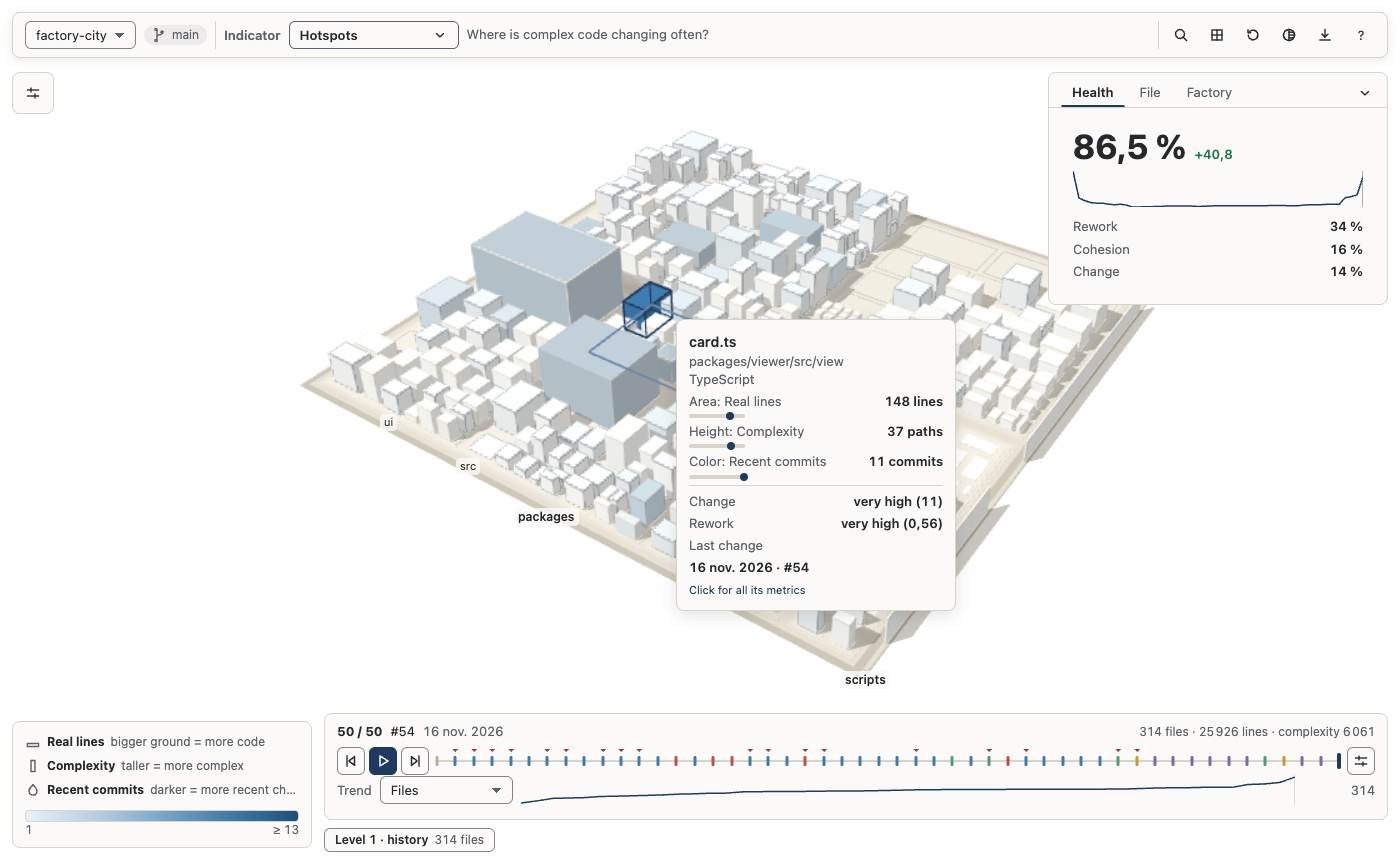 factory-city main Indicator Hotspots Where is complex code changing often? ?
Health File Factory
86,5 % +40,8
Rework 34 %
Cohesion 16 %
Change 14 %
card.ts
packages/viewer/src/view
TypeScript
Area: Real lines 148 lines
Height: Complexity 37 paths
Color: Recent commits 11 commits
Change very high (11)
Rework very high (0,56)
Last change
16 nov. 2026 · #54
Click for all its metrics
ui
src
packages
scripts
Real lines bigger ground = more code
Complexity taller = more complex
Recent commits darker = more recent ch...
1 ≥ 13
50 / 50 #54 16 nov. 2026 314 files · 25 926 lines · complexity 6 061
Trend Files 314
Level 1 · history 314 files